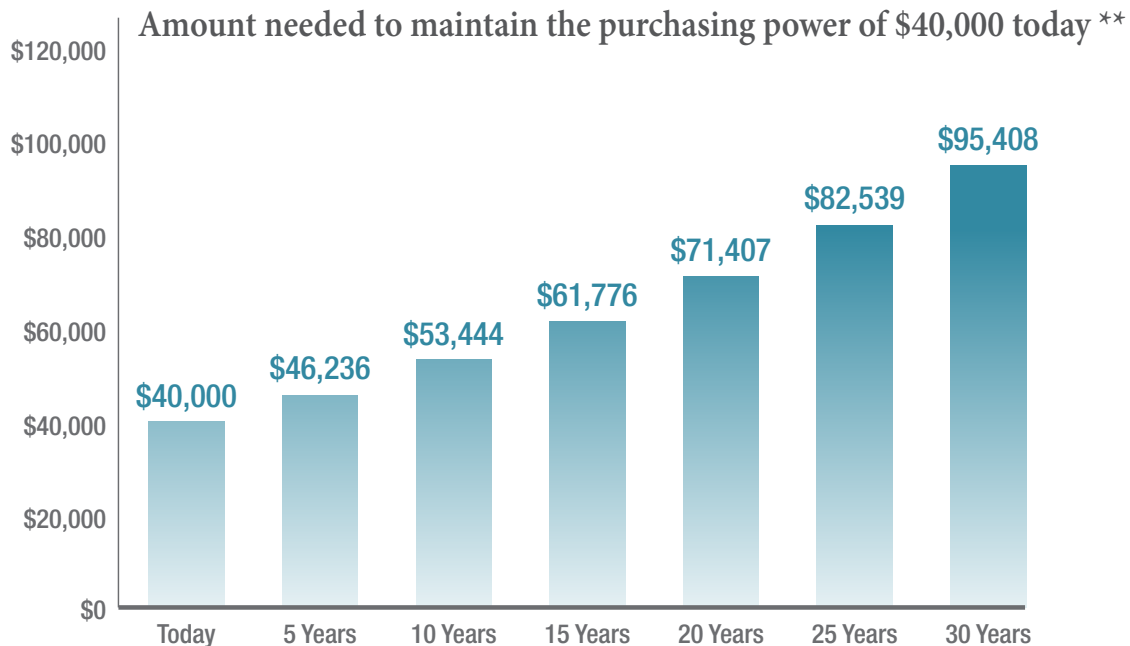 Amount needed to maintain the purchasing power of $40,000 today **
$120,000
$100,000
$80,000
$60,000
$40,000
$20,000
$0
$40,000
$46,236
$53,444
$61,776
$71,407
$82,539
$95,408
Today
5 Years
10 Years
15 Years
20 Years
25 Years
30 Years